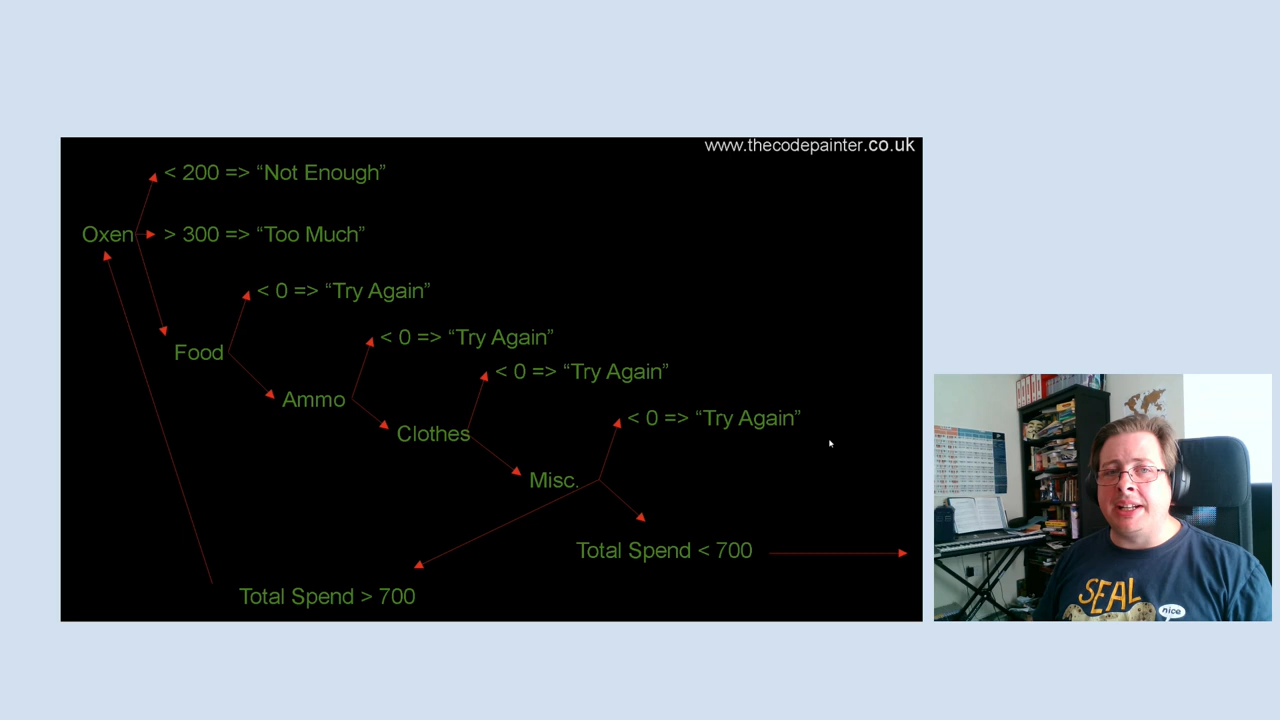 www.thecodepainter.co.uk
< 200 => “Not Enough”
Oxen
> 300 => “Too Much”
< 0 => “Try Again”
Food
< 0 => “Try Again”
Ammo
< 0 => “Try Again”
Clothes
< 0 => “Try Again”
Misc.
Total Spend < 700
Total Spend > 700
SEAL
nice